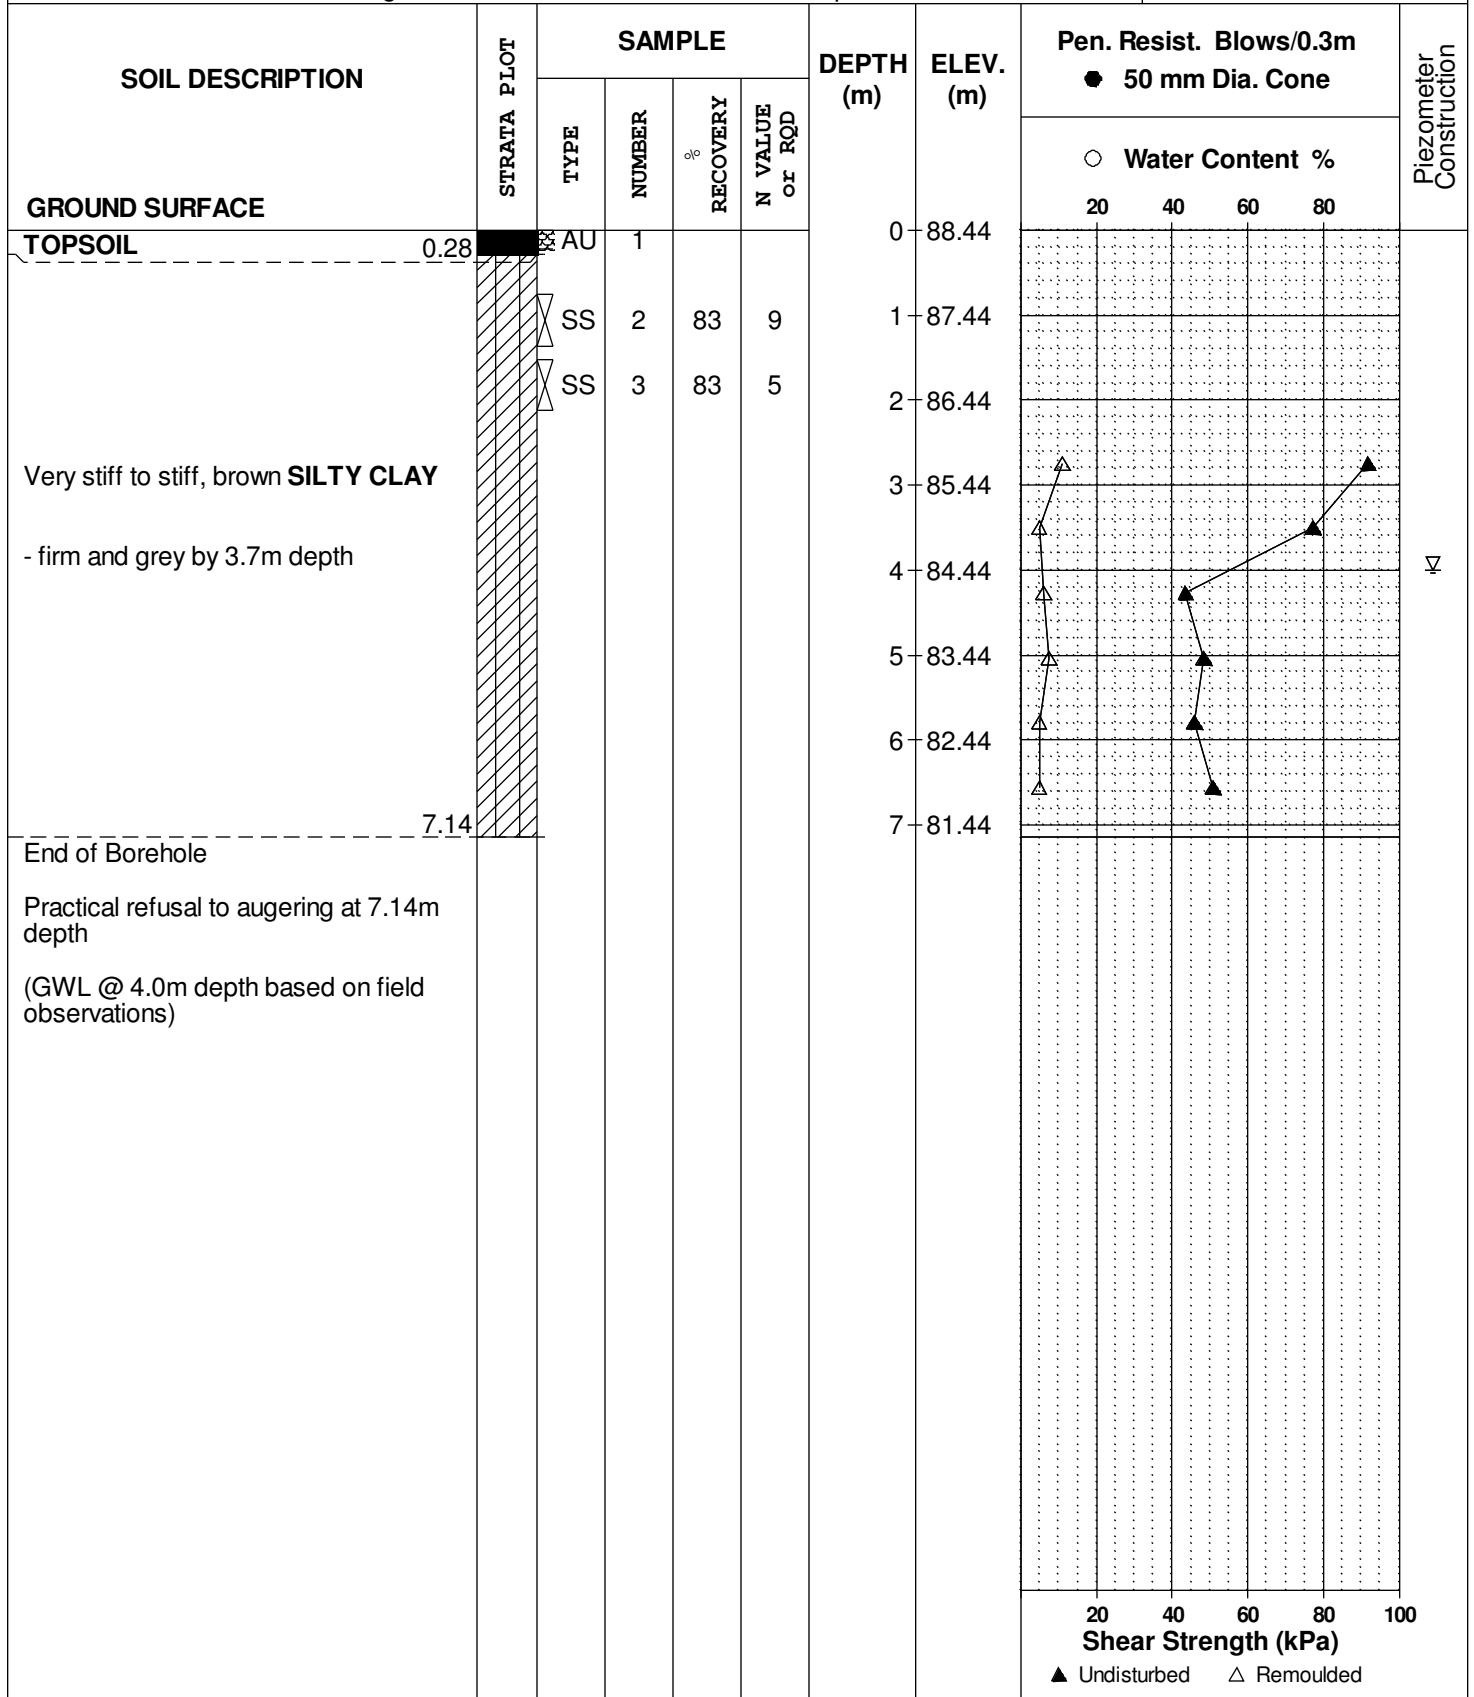 SOIL DESCRIPTION
GROUND SURFACE
STRATA PLOT
SAMPLE
TYPE
NUMBER
%
RECOVERY
N VALUE
or RQD
DEPTH
(m)
ELEV.
(m)
Pen. Resist. Blows/0.3m
● 50 mm Dia. Cone
○ Water Content %
20 40 60 80
Piezometer
Construction
TOPSOIL 0.28
AU 1
0 88.44
SS 2 83 9
1 87.44
SS 3 83 5
2 86.44
Very stiff to stiff, brown SILTY CLAY
3 85.44
- firm and grey by 3.7m depth
4 84.44
5 83.44
6 82.44
7.14
7 81.44
End of Borehole
Practical refusal to augering at 7.14m
depth
(GWL @ 4.0m depth based on field
observations)
20 40 60 80 100
Shear Strength (kPa)
▲ Undisturbed △ Remoulded